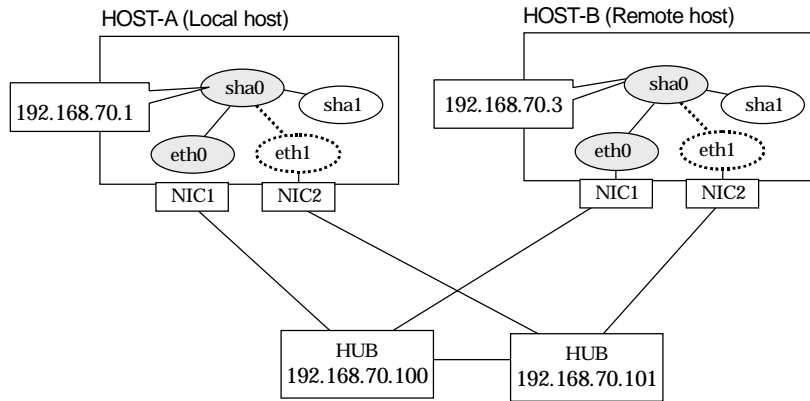 HOST-A (Local host)
HOST-B (Remote host)
sha0
sha1
192.168.70.1
eth0
eth1
NIC1
NIC2
sha0
sha1
192.168.70.3
eth0
eth1
NIC1
NIC2
HUB
192.168.70.100
HUB
192.168.70.101